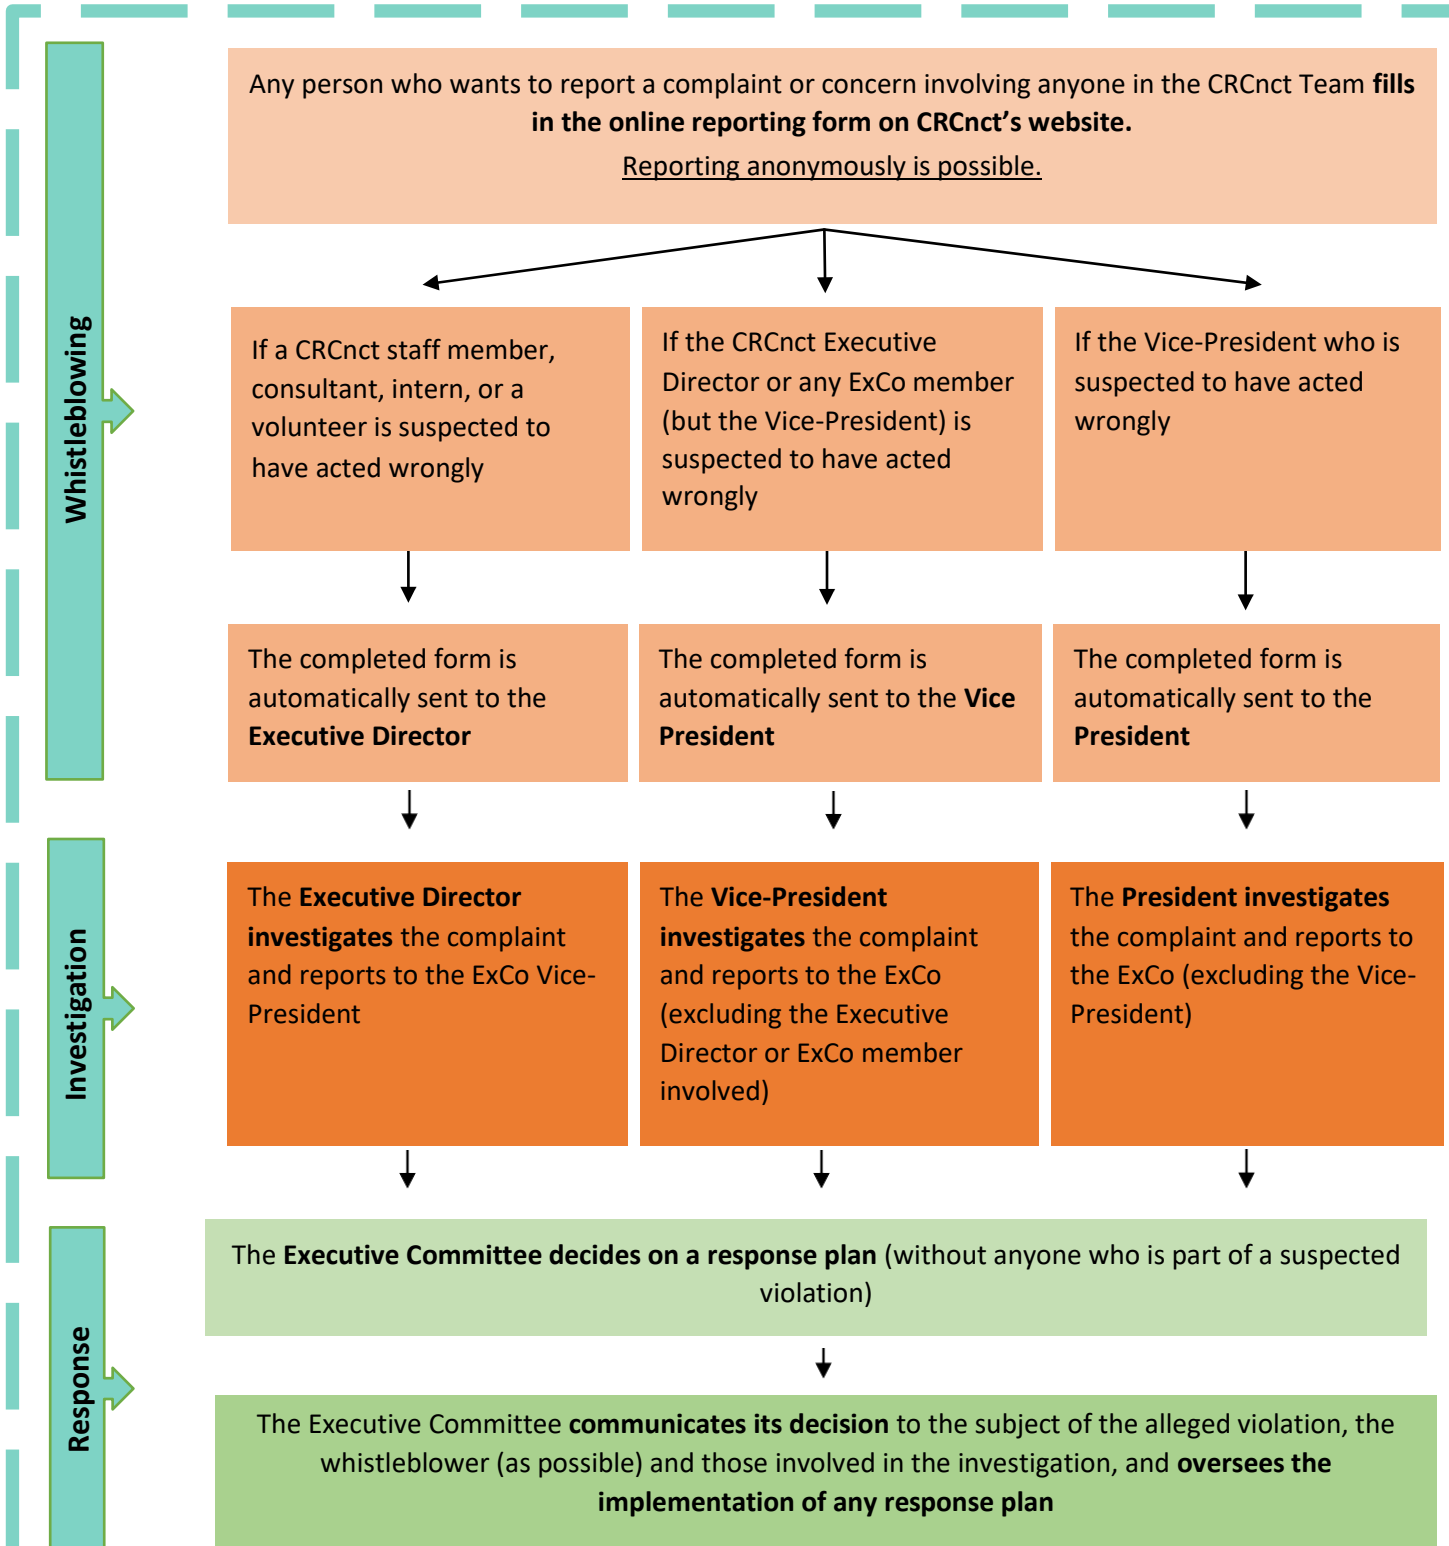 Whistleblowing
Any person who wants to report a complaint or concern involving anyone in the CRCnct Team fills
in the online reporting form on CRCnct’s website.
Reporting anonymously is possible.
If a CRCnct staff member,
consultant, intern, or a
volunteer is suspected to
have acted wrongly
If the CRCnct Executive
Director or any ExCo member
(but the Vice-President) is
suspected to have acted
wrongly
If the Vice-President who is
suspected to have acted
wrongly
The completed form is
automatically sent to the
Executive Director
The completed form is
automatically sent to the Vice
President
The completed form is
automatically sent to the
President
Investigation
The Executive Director
investigates the complaint
and reports to the ExCo Vice-
President
The Vice-President
investigates the complaint
and reports to the ExCo
(excluding the Executive
Director or ExCo member
involved)
The President investigates
the complaint and reports to
the ExCo (excluding the Vice-
President)
Response
The Executive Committee decides on a response plan (without anyone who is part of a suspected
violation)
The Executive Committee communicates its decision to the subject of the alleged violation, the
whistleblower (as possible) and those involved in the investigation, and oversees the
implementation of any response plan